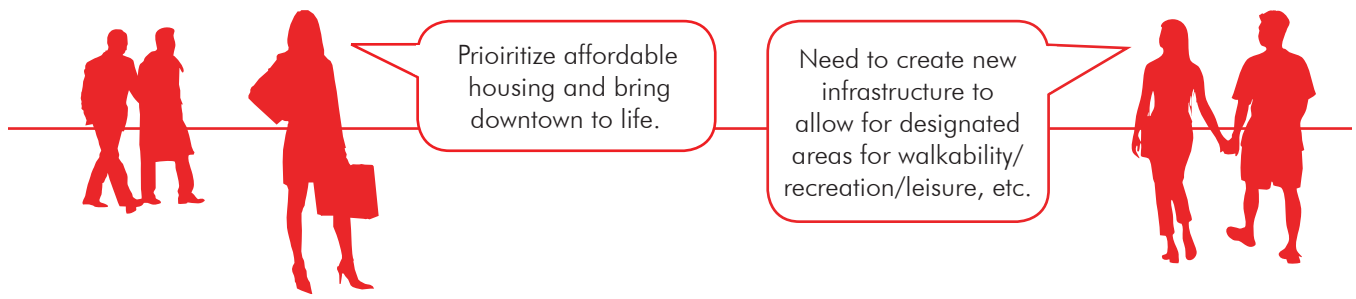 Prioiritize affordable
housing and bring
downtown to life.
Need to create new
infrastructure to
allow for designated
areas for walkability/
recreation/leisure, etc.